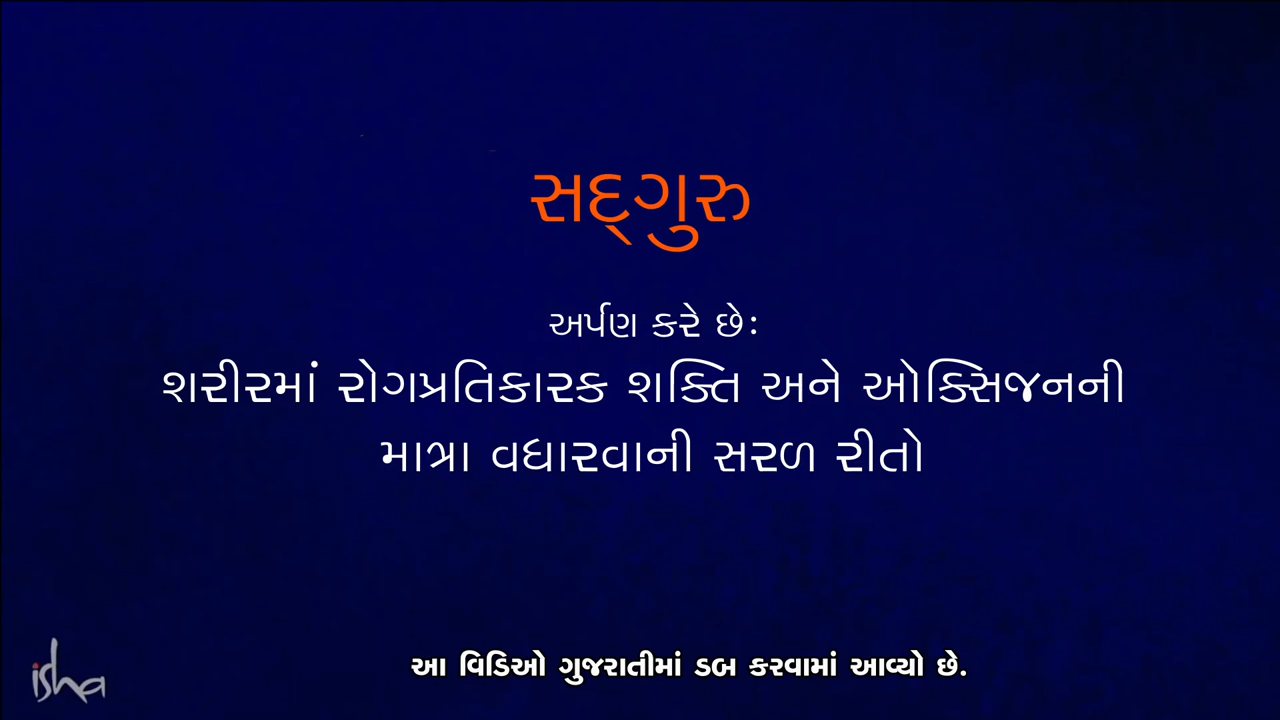 સદ્‌ગુરુ
અર્પણ કરે છેઃ
શરીરમાં રોગપ્રતિકારક શક્તિ અને ઓક્સિજનની
માત્રા વધારવાની સરળ રીતો
isha
આ વિડિઓ ગુજરાતીમાં ડબ કરવામાં આવ્યો છે.